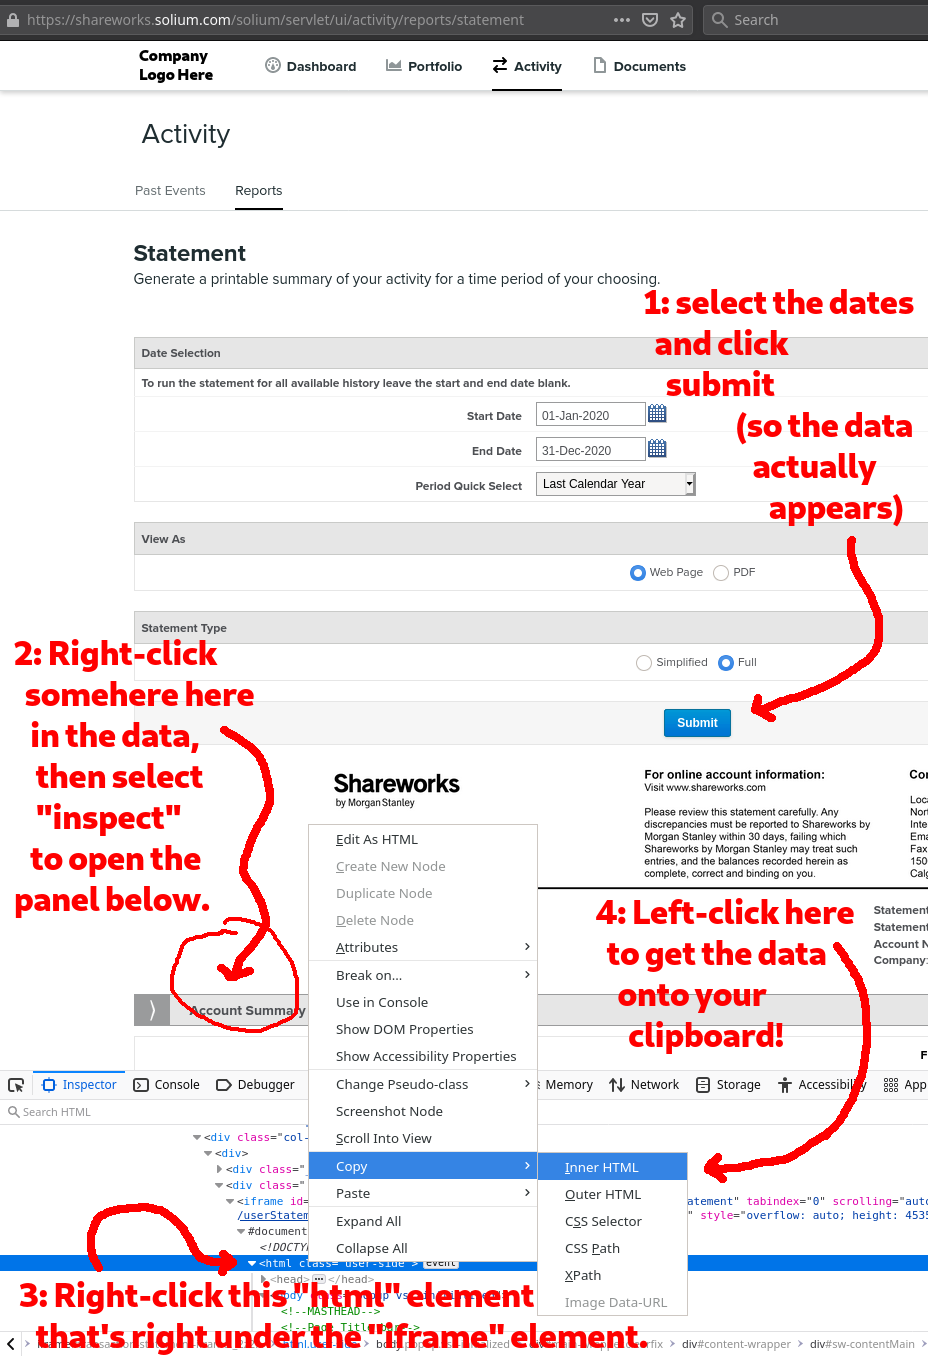 https://shareworks.solium.com/solium/servlet/ui/activity/reports/statement
Search
Company
Logo Here
Dashboard
Portfolio
Activity
Documents
Activity
Past Events
Reports
Statement
Generate a printable summary of your activity for a time period of your choosing.
1: select the dates
and click
submit
(so the data
actually
appears)
Date Selection
To run the statement for all available history leave the start and end date blank.
Start Date
01-Jan-2020
End Date
31-Dec-2020
Period Quick Select
Last Calendar Year
View As
Web Page
PDF
Statement Type
Simplified
Full
Submit
2: Right-click
somehere here
in the data,
then select
"inspect"
to open the
panel below.
Shareworks
by Morgan Stanley
For online account information:
Visit www.shareworks.com
Please review this statement carefully. Any
discrepancies must be reported to Shareworks by
Morgan Stanley within 30 days, failing which
Shareworks by Morgan Stanley may treat such
entries, and the balances recorded herein as
complete, correct and binding on you.
Cor
Loca
Nort
Inte
Ema
Fax
150
Calg
Statement
Statement
Account N
Company:
4: Left-click here
to get the data
onto your
clipboard!
Account Summary
F
Edit As HTML
Create New Node
Duplicate Node
Delete Node
Attributes
Break on...
Use in Console
Show DOM Properties
Show Accessibility Properties
Change Pseudo-class
Screenshot Node
Scroll Into View
Copy
Paste
Expand All
Collapse All
Inner HTML
Outer HTML
CSS Selector
CSS Path
XPath
Image Data-URL
Inspector
Console
Debugger
Memory
Network
Storage
Accessibility
App
Search HTML
<div class="col-
<div>
<div class="
<div class="
<iframe id=
atement" tabindex="0" scrolling="auto
/userStatem
" style="overflow: auto; height: 4535
#document
<!DOCTYP
<html class="user-side"> event
<head> ••• </head>
<!--MASTHEAD-->
3: Right-click this "html" element
that's right under the "iframe" element.
div#content-wrapper
div#sw-contentMain